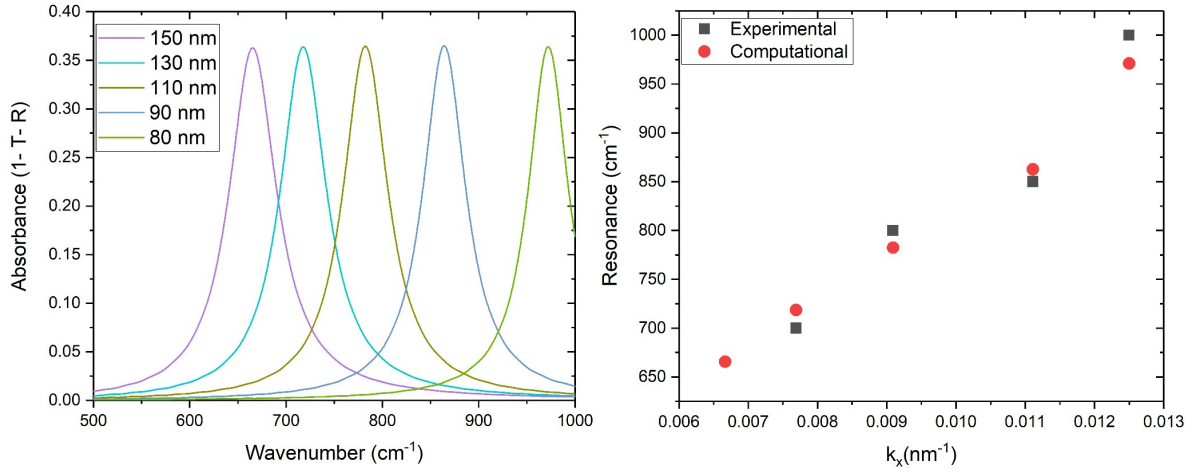 0.40
0.35
0.30
0.25
0.20
0.15
0.10
0.05
0.00
Absorbance (1- T- R)
150 nm
130 nm
110 nm
90 nm
80 nm
500 600 700 800 900 1000
Wavenumber (cm⁻¹)
1000
950
900
850
800
750
700
650
Resonance (cm⁻¹)
Experimental
Computational
0.006 0.007 0.008 0.009 0.010 0.011 0.012 0.013
kₓ(nm⁻¹)